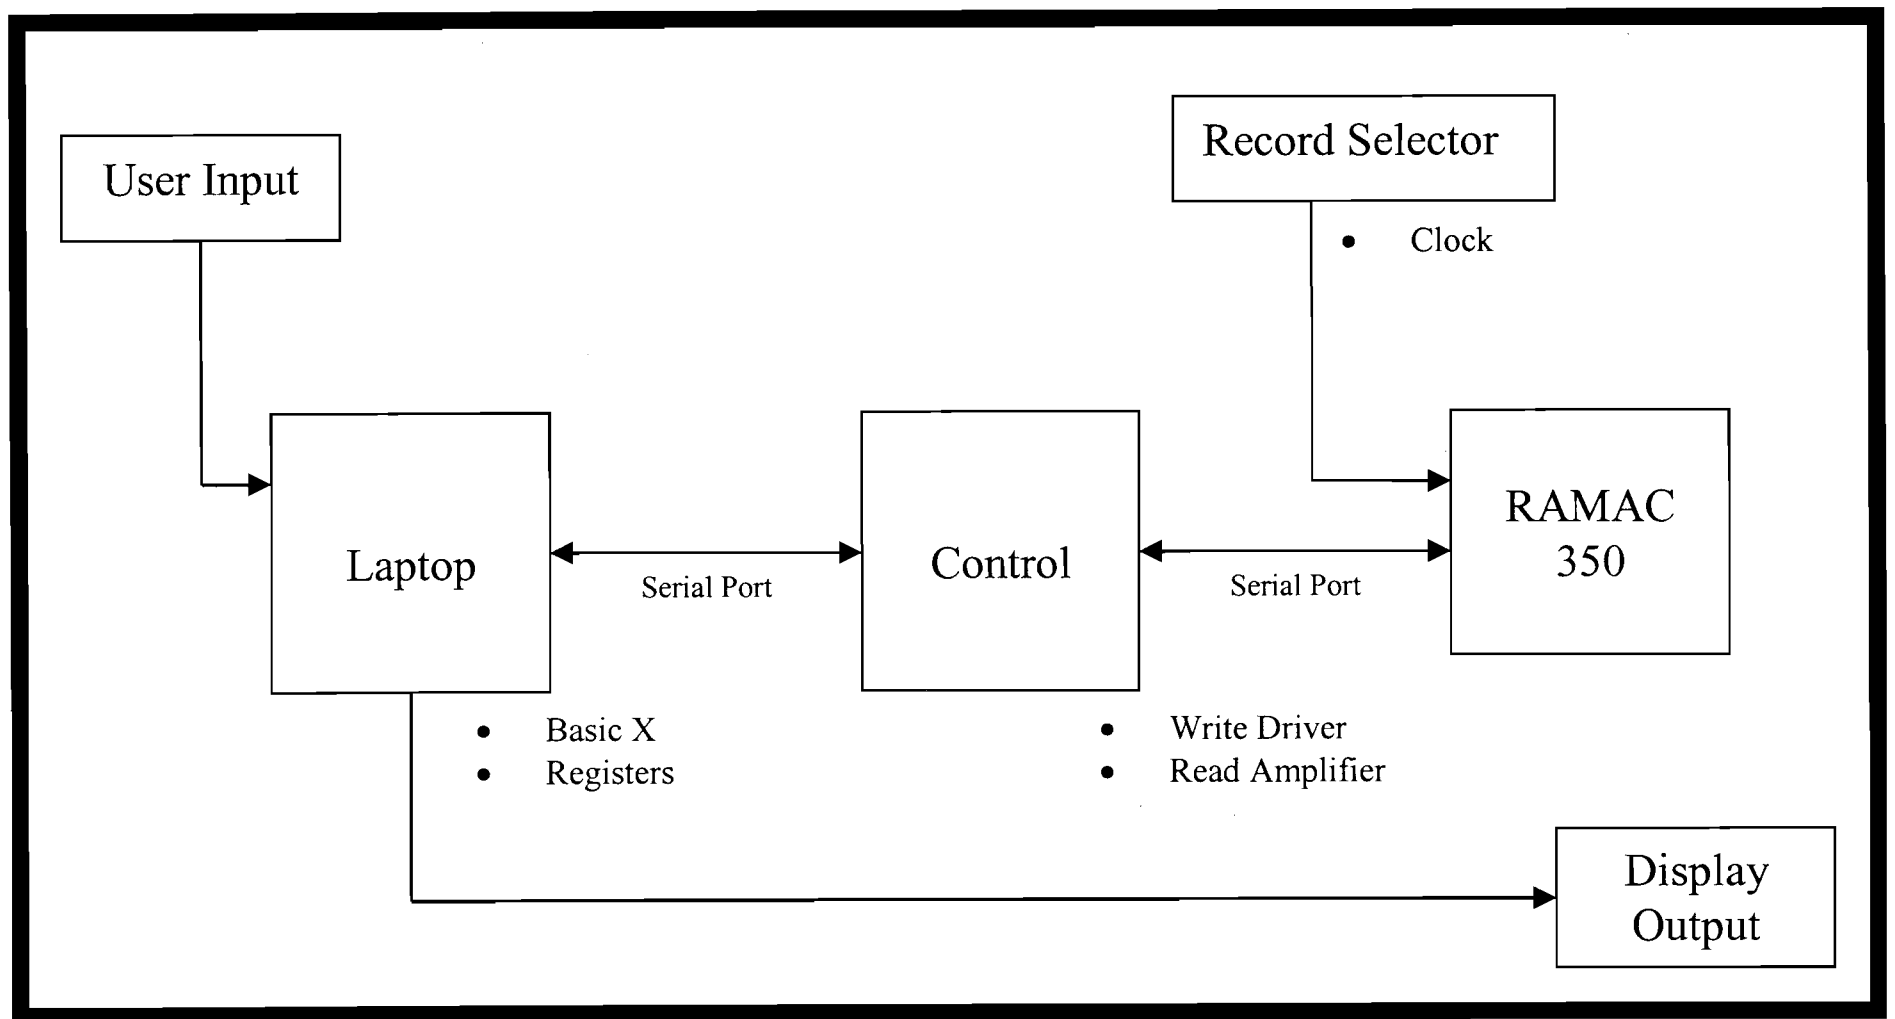 Record Selector
User Input
• Clock
RAMAC
350
Laptop
Control
Serial Port
Serial Port
• Basic X
• Registers
• Write Driver
• Read Amplifier
Display
Output